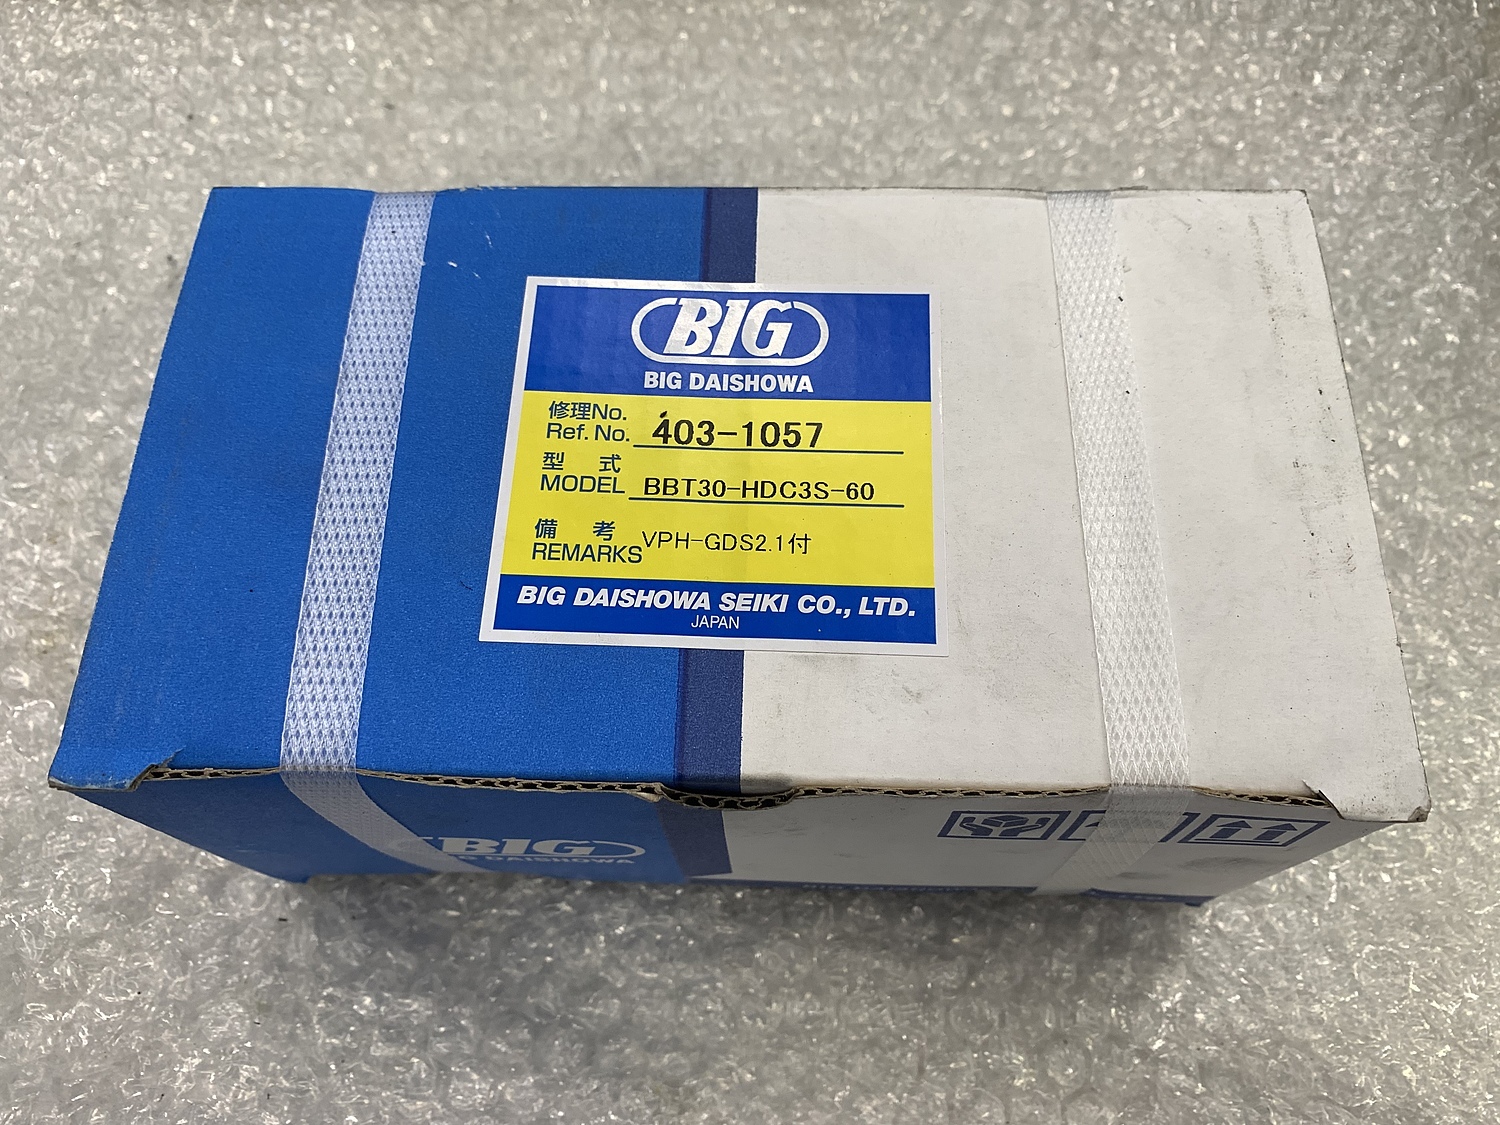 BIG
BIG DAISHOWA
修理No.
Ref. No. 403-1057
型 式
MODEL BBT30-HDC3S-60
備 考
REMARKS VPH-GDS2.1付
BIG DAISHOWA SEIKI CO., LTD.
JAPAN
BIG
BIG DAISHOWA